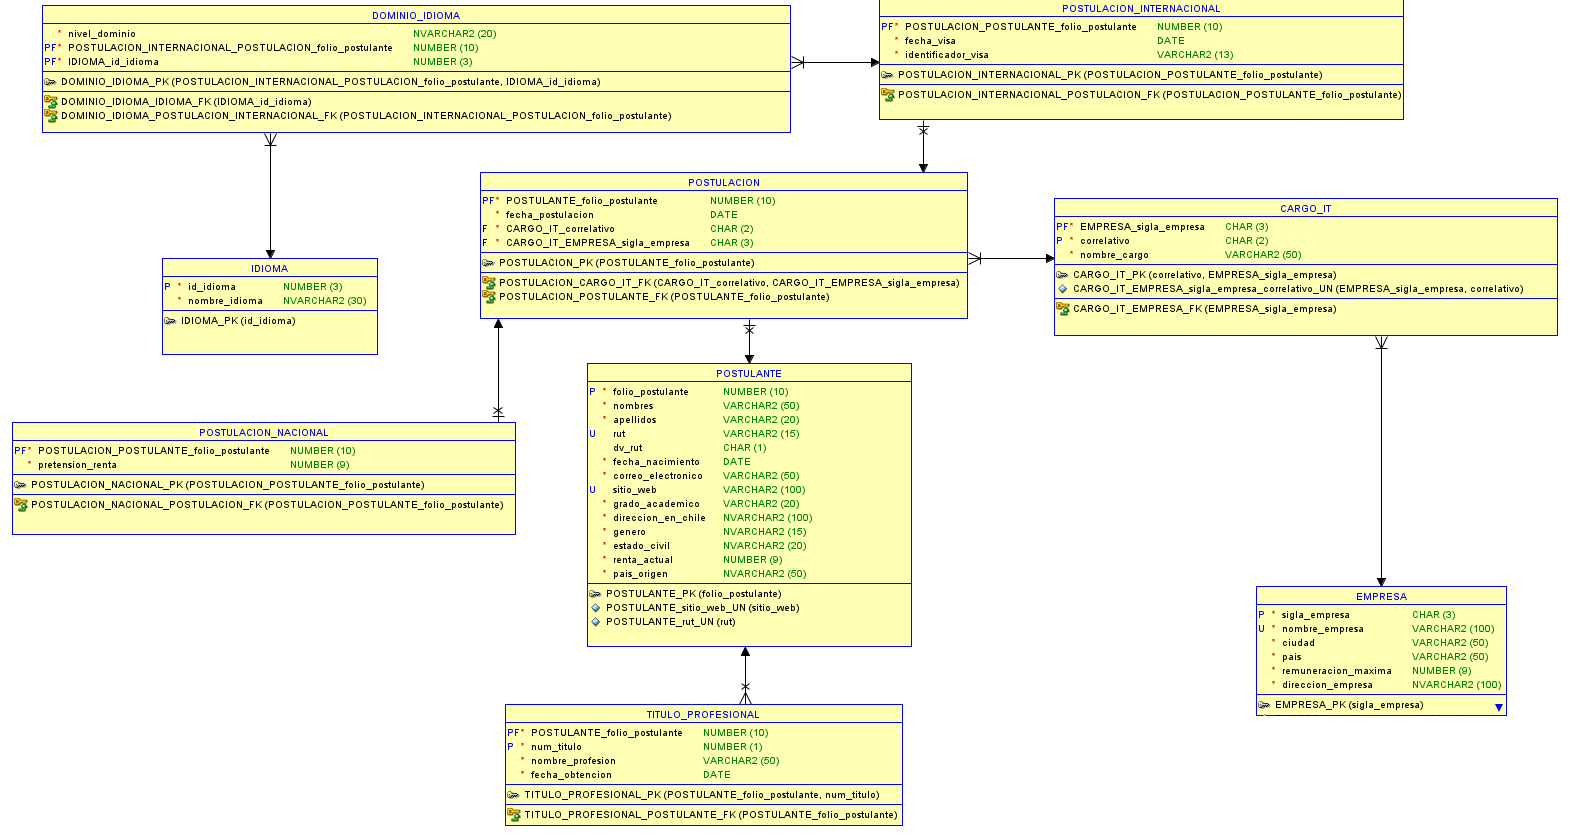 DOMINIO_IDIOMA
* nivel_dominio NVARCHAR2 (20)
PF* POSTULACION_INTERNACIONAL_POSTULACION_folio_postulante NUMBER (10)
PF* IDIOMA_id_idioma NUMBER (3)
DOMINIO_IDIOMA_PK (POSTULACION_INTERNACIONAL_POSTULACION_folio_postulante, IDIOMA_id_idioma)
DOMINIO_IDIOMA_IDIOMA_FK (IDIOMA_id_idioma)
DOMINIO_IDIOMA_POSTULACION_INTERNACIONAL_FK (POSTULACION_INTERNACIONAL_POSTULACION_folio_postulante)
POSTULACION_INTERNACIONAL
PF* POSTULACION_POSTULANTE_folio_postulante NUMBER (10)
* fecha_visa DATE
* identificador_visa VARCHAR2 (13)
POSTULACION_INTERNACIONAL_PK (POSTULACION_POSTULANTE_folio_postulante)
POSTULACION_INTERNACIONAL_POSTULACION_FK (POSTULACION_POSTULANTE_folio_postulante)
POSTULACION
PF* POSTULANTE_folio_postulante NUMBER (10)
* fecha_postulacion DATE
F * CARGO_IT_correlativo CHAR (2)
F * CARGO_IT_EMPRESA_sigla_empresa CHAR (3)
POSTULACION_PK (POSTULANTE_folio_postulante)
POSTULACION_CARGO_IT_FK (CARGO_IT_correlativo, CARGO_IT_EMPRESA_sigla_empresa)
POSTULACION_POSTULANTE_FK (POSTULANTE_folio_postulante)
CARGO_IT
PF* EMPRESA_sigla_empresa CHAR (3)
P * correlativo CHAR (2)
* nombre_cargo VARCHAR2 (50)
CARGO_IT_PK (correlativo, EMPRESA_sigla_empresa)
CARGO_IT_EMPRESA_sigla_empresa_correlativo_UN (EMPRESA_sigla_empresa, correlativo)
CARGO_IT_EMPRESA_FK (EMPRESA_sigla_empresa)
IDIOMA
P * id_idioma NUMBER (3)
* nombre_idioma NVARCHAR2 (30)
IDIOMA_PK (id_idioma)
POSTULANTE
P * folio_postulante NUMBER (10)
* nombres VARCHAR2 (50)
* apellidos VARCHAR2 (20)
U rut VARCHAR2 (15)
dv_rut CHAR (1)
* fecha_nacimiento DATE
* correo_electronico VARCHAR2 (50)
U sitio_web VARCHAR2 (100)
* grado_academico VARCHAR2 (20)
* direccion_en_chile NVARCHAR2 (100)
* genero NVARCHAR2 (15)
* estado_civil NVARCHAR2 (20)
* renta_actual NUMBER (9)
* pais_origen NVARCHAR2 (50)
POSTULANTE_PK (folio_postulante)
POSTULANTE_sitio_web_UN (sitio_web)
POSTULANTE_rut_UN (rut)
POSTULACION_NACIONAL
PF* POSTULACION_POSTULANTE_folio_postulante NUMBER (10)
* pretension_renta NUMBER (9)
POSTULACION_NACIONAL_PK (POSTULACION_POSTULANTE_folio_postulante)
POSTULACION_NACIONAL_POSTULACION_FK (POSTULACION_POSTULANTE_folio_postulante)
EMPRESA
P * sigla_empresa CHAR (3)
U * nombre_empresa VARCHAR2 (100)
* ciudad VARCHAR2 (50)
* pais VARCHAR2 (50)
* remuneracion_maxima NUMBER (9)
* direccion_empresa NVARCHAR2 (100)
EMPRESA_PK (sigla_empresa)
TITULO_PROFESIONAL
PF* POSTULANTE_folio_postulante NUMBER (10)
P * num_titulo NUMBER (1)
* nombre_profesion VARCHAR2 (50)
* fecha_obtencion DATE
TITULO_PROFESIONAL_PK (POSTULANTE_folio_postulante, num_titulo)
TITULO_PROFESIONAL_POSTULANTE_FK (POSTULANTE_folio_postulante)